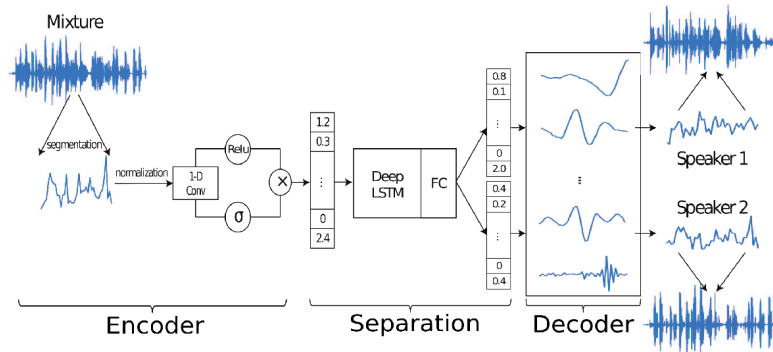 Mixture
segmentation
normalization
1-D
Conv
Relu
σ
×
1.2
0.3
⋮
0
2.4
Deep
LSTM
FC
0.8
0.1
⋮
0
2.0
0.4
0.2
⋮
0
0.4
...
Speaker 1
Speaker 2
Encoder
Separation
Decoder